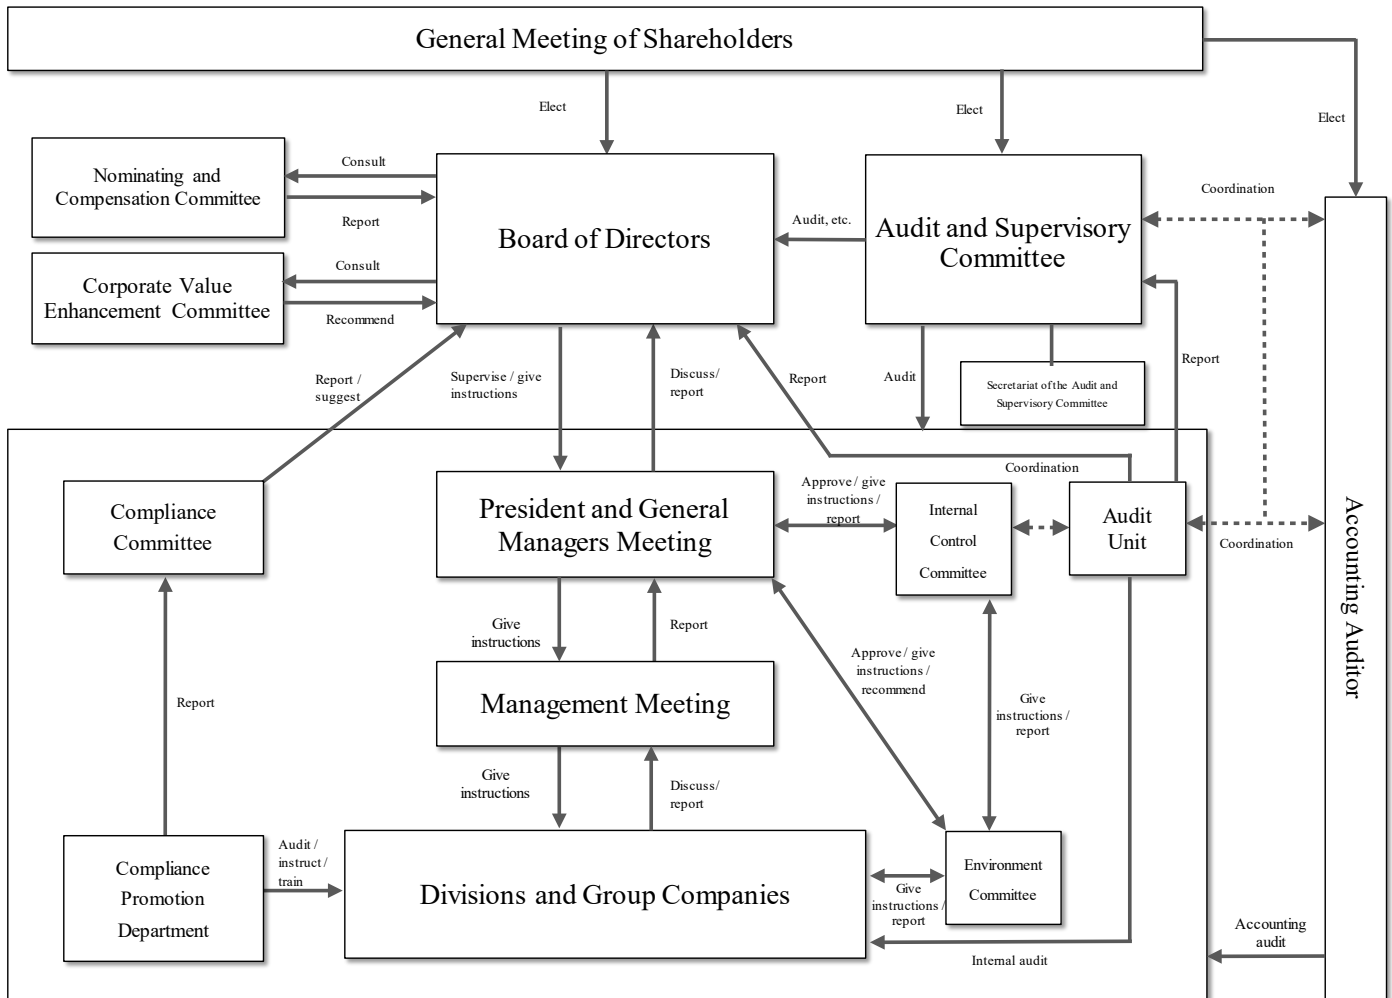 General Meeting of Shareholders
Elect
Elect
Elect
Nominating and
Compensation Committee
Consult
Report
Board of Directors
Audit, etc.
Audit and Supervisory
Committee
Coordination
Corporate Value
Enhancement Committee
Consult
Recommend
Report /
suggest
Supervise / give
instructions
Discuss/
report
Report
Audit
Secretariat of the Audit and
Supervisory Committee
Report
Compliance
Committee
President and General
Managers Meeting
Approve / give
instructions /
report
Internal
Control
Committee
Coordination
Audit
Unit
Coordination
Accounting Auditor
Give
instructions
Report
Approve / give
instructions /
recommend
Give
instructions /
report
Report
Management Meeting
Give
instructions
Discuss/
report
Compliance
Promotion
Department
Audit /
instruct /
train
Divisions and Group Companies
Give
instructions /
report
Environment
Committee
Internal audit
Accounting
audit